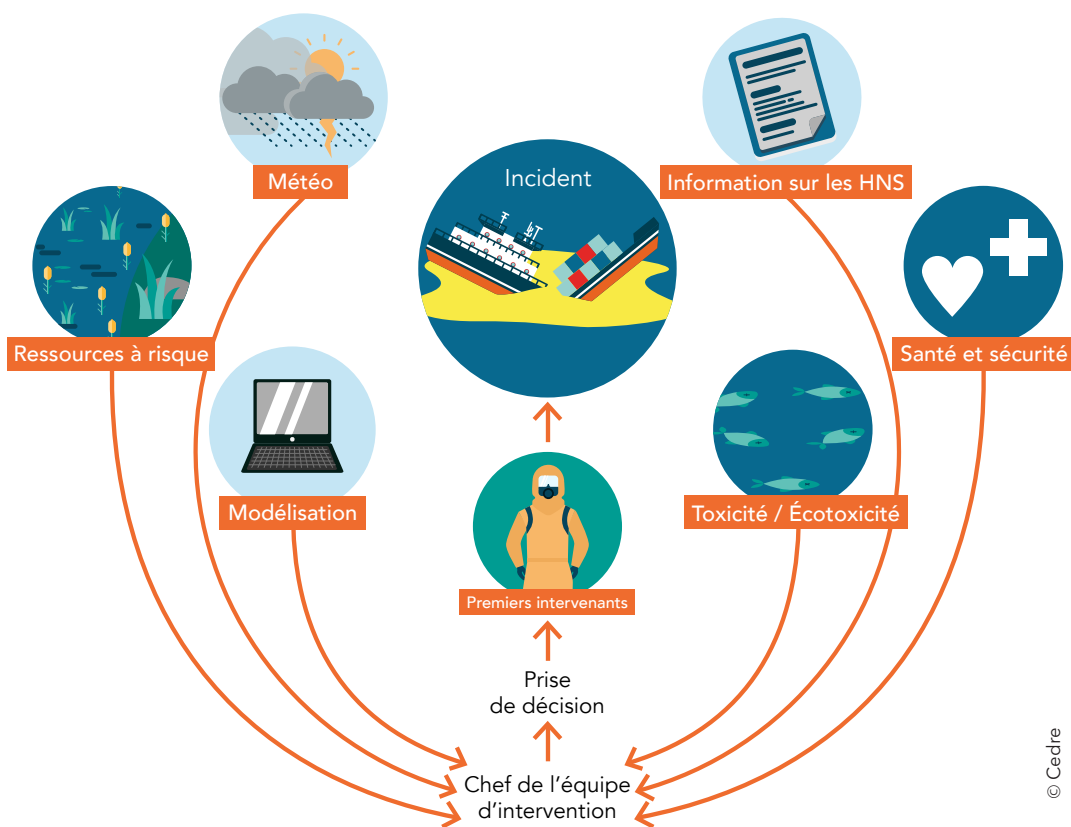 Météo
Information sur les HNS
Incident
Ressources à risque
Santé et sécurité
Modélisation
Toxicité / Écotoxicité
Premiers intervenants
Prise
de décision
Chef de l’équipe
d’intervention
© Cedre